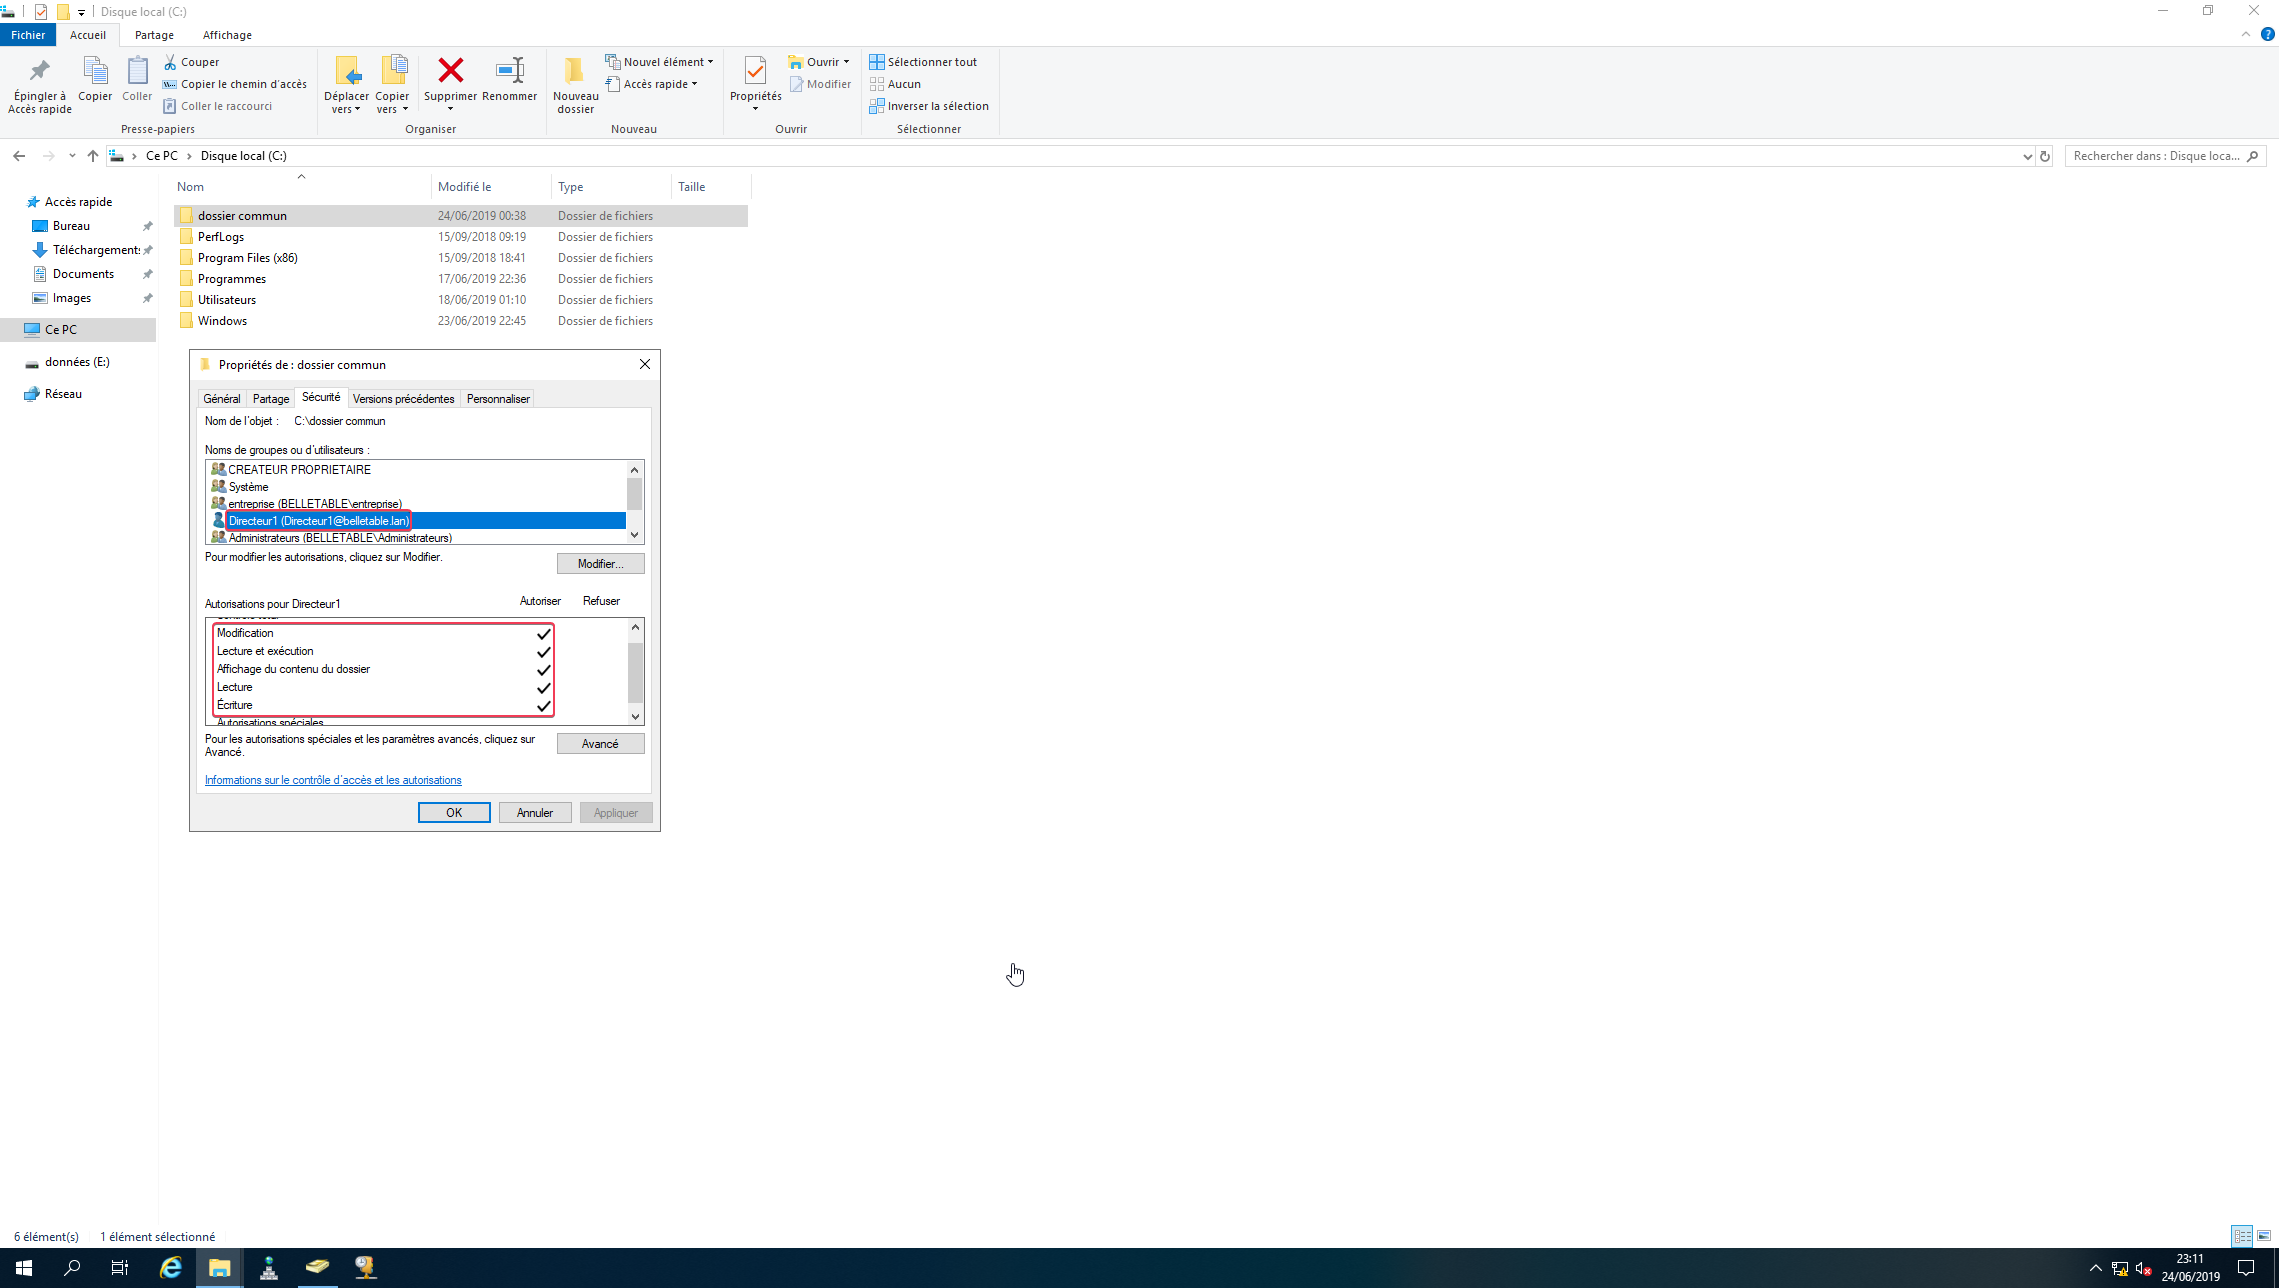 Disque local (C:)
Fichier
Accueil
Partage
Affichage
Épingler à
Accès rapide
Copier
Coller
Couper
Copier le chemin d'accès
Coller le raccourci
Presse-papiers
Déplacer
vers
Copier
vers
Supprimer
Renommer
Organiser
Nouveau
dossier
Nouvel élément
Accès rapide
Nouveau
Propriétés
Ouvrir
Modifier
Ouvrir
Sélectionner tout
Aucun
Inverser la sélection
Sélectionner
Ce PC > Disque local (C:)
Rechercher dans : Disque loca...
Accès rapide
Bureau
Téléchargements
Documents
Images
Ce PC
données (E:)
Réseau
Nom Modifié le Type Taille
dossier commun 24/06/2019 00:38 Dossier de fichiers
PerfLogs 15/09/2018 09:19 Dossier de fichiers
Program Files (x86) 15/09/2018 18:41 Dossier de fichiers
Programmes 17/06/2019 22:36 Dossier de fichiers
Utilisateurs 18/06/2019 01:10 Dossier de fichiers
Windows 23/06/2019 22:45 Dossier de fichiers
Propriétés de : dossier commun
Général Partage Sécurité Versions précédentes Personnaliser
Nom de l'objet : C:\dossier commun
Noms de groupes ou d'utilisateurs :
CREATEUR PROPRIETAIRE
Système
entreprise (BELLETABLE\entreprise)
Directeur1 (Directeur1@belletable.lan)
Administrateurs (BELLETABLE\Administrateurs)
Pour modifier les autorisations, cliquez sur Modifier.
Modifier...
Autorisations pour Directeur1 Autoriser Refuser
Contrôle total
Modification
Lecture et exécution
Affichage du contenu du dossier
Lecture
Écriture
Autorisations spéciales
Pour les autorisations spéciales et les paramètres avancés, cliquez sur
Avancé.
Avancé
Informations sur le contrôle d'accès et les autorisations
OK Annuler Appliquer
6 élément(s) 1 élément sélectionné
23:11
24/06/2019